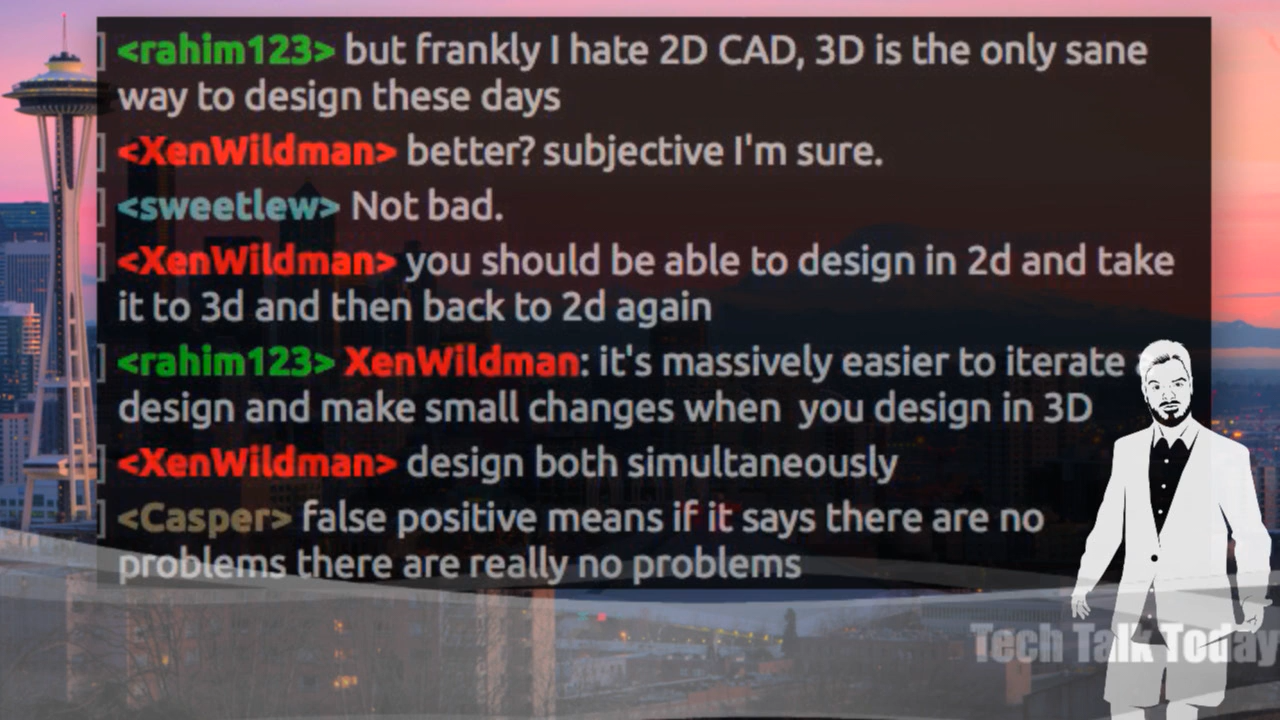 <rahim123> but frankly I hate 2D CAD, 3D is the only sane
way to design these days
<XenWildman> better? subjective I'm sure.
<sweetlew> Not bad.
<XenWildman> you should be able to design in 2d and take
it to 3d and then back to 2d again
<rahim123> XenWildman: it's massively easier to iterate
design and make small changes when  you design in 3D
<XenWildman> design both simultaneously
<Casper> false positive means if it says there are no
problems there are really no problems
Tech Talk Today